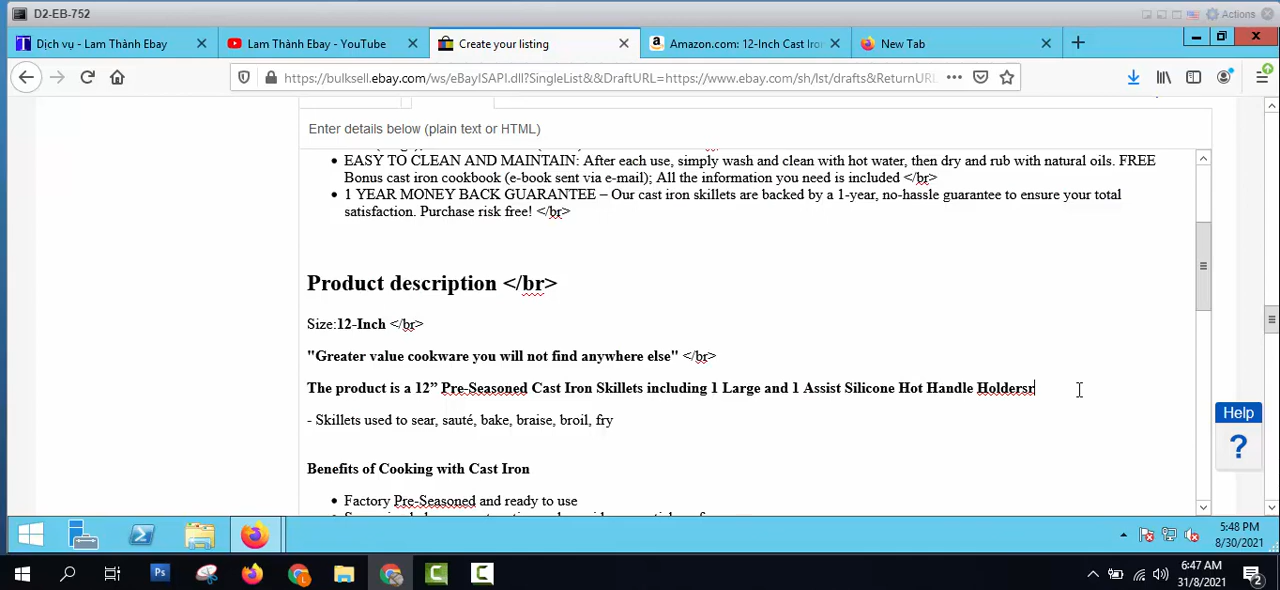 D2-EB-752
Actions
Dịch vụ - Lam Thành Ebay
Lam Thành Ebay - YouTube
Create your listing
Amazon.com: 12-Inch Cast Iron
New Tab
https://bulksell.ebay.com/ws/eBayISAPI.dll?SingleList&&DraftURL=https://www.ebay.com/sh/lst/drafts&ReturnURL
Enter details below (plain text or HTML)
EASY TO CLEAN AND MAINTAIN: After each use, simply wash and clean with hot water, then dry and rub with natural oils. FREE
Bonus cast iron cookbook (e-book sent via e-mail); All the information you need is included </br>
1 YEAR MONEY BACK GUARANTEE – Our cast iron skillets are backed by a 1-year, no-hassle guarantee to ensure your total
satisfaction. Purchase risk free! </br>
Product description </br>
Size:12-Inch </br>
"Greater value cookware you will not find anywhere else" </br>
The product is a 12” Pre-Seasoned Cast Iron Skillets including 1 Large and 1 Assist Silicone Hot Handle Holdersr
- Skillets used to sear, sauté, bake, braise, broil, fry
Benefits of Cooking with Cast Iron
Factory Pre-Seasoned and ready to use
Help
?
5:48 PM
8/30/2021
Ps
6:47 AM
31/8/2021
2